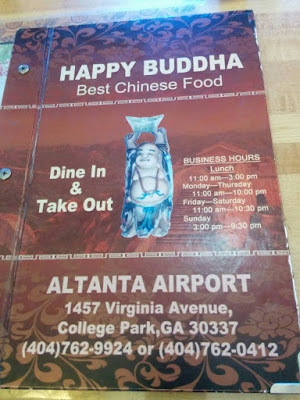 HAPPY BUDDHA
Best Chinese Food
Dine In
&
Take Out
BUSINESS HOURS
Lunch
11:00 am—3:00 pm
Monday—Thursday
11:00 am—10:00 pm
Friday—Saturday
11:00 am—10:30 pm
Sunday
3:00 pm—9:30 pm
ALTANTA AIRPORT
1457 Virginia Avenue,
College Park,GA 30337
(404)762-9924 or (404)762-0412